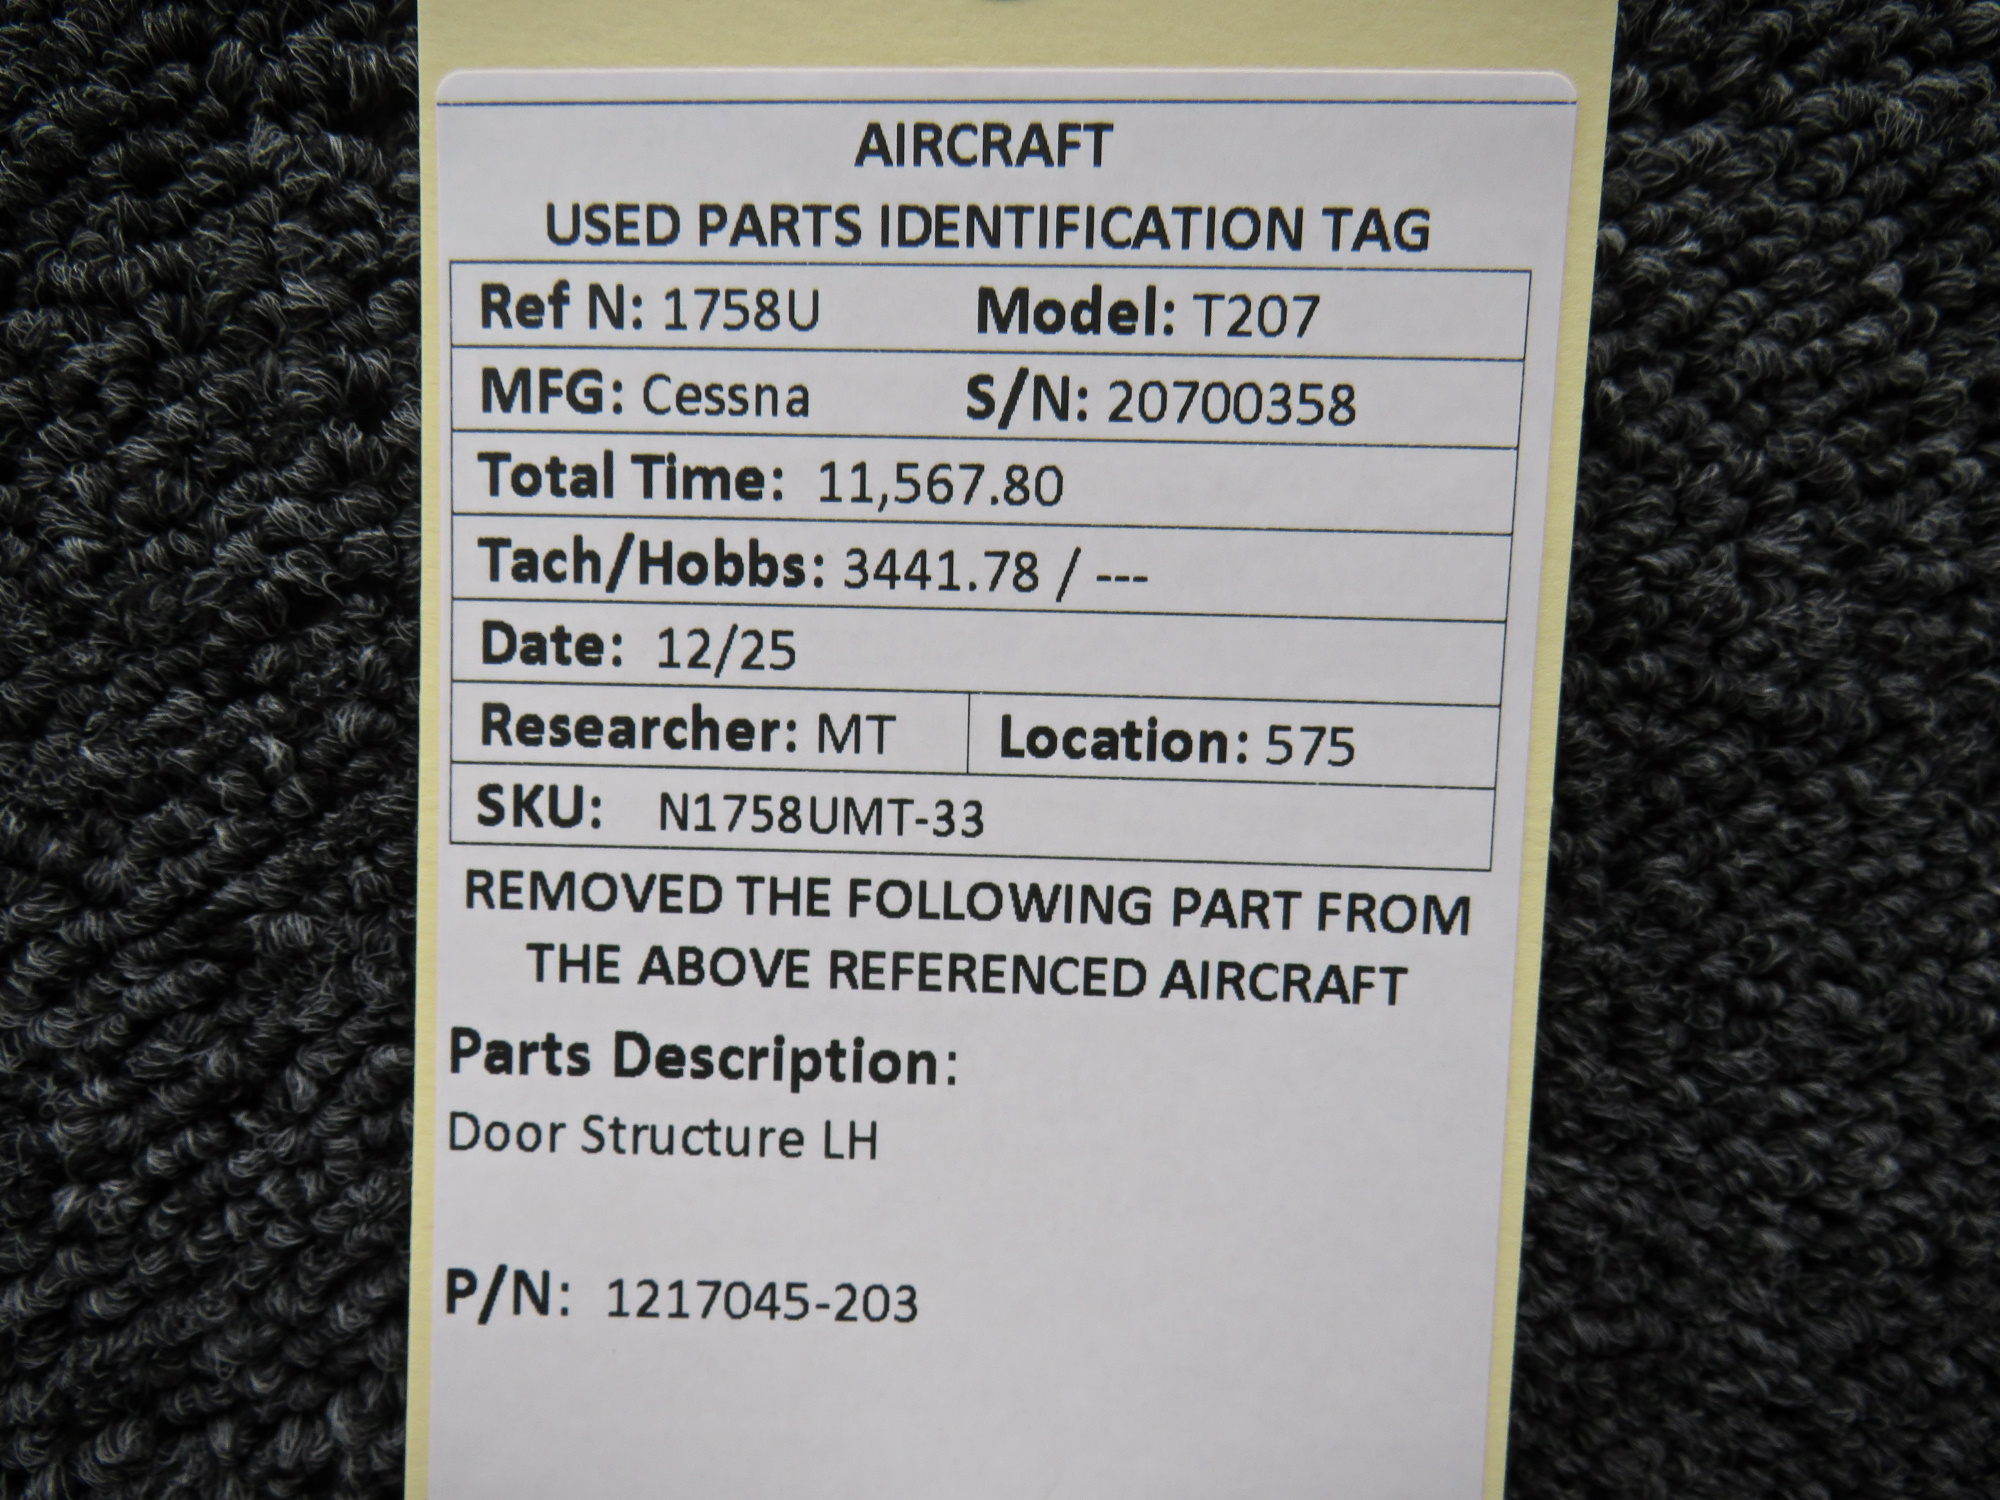 AIRCRAFT
USED PARTS IDENTIFICATION TAG
Ref N: 1758U Model: T207
MFG: Cessna S/N: 20700358
Total Time: 11,567.80
Tach/Hobbs: 3441.78 / ---
Date: 12/25
Researcher: MT Location: 575
SKU: N1758UMT-33
REMOVED THE FOLLOWING PART FROM
THE ABOVE REFERENCED AIRCRAFT
Parts Description:
Door Structure LH
P/N: 1217045-203